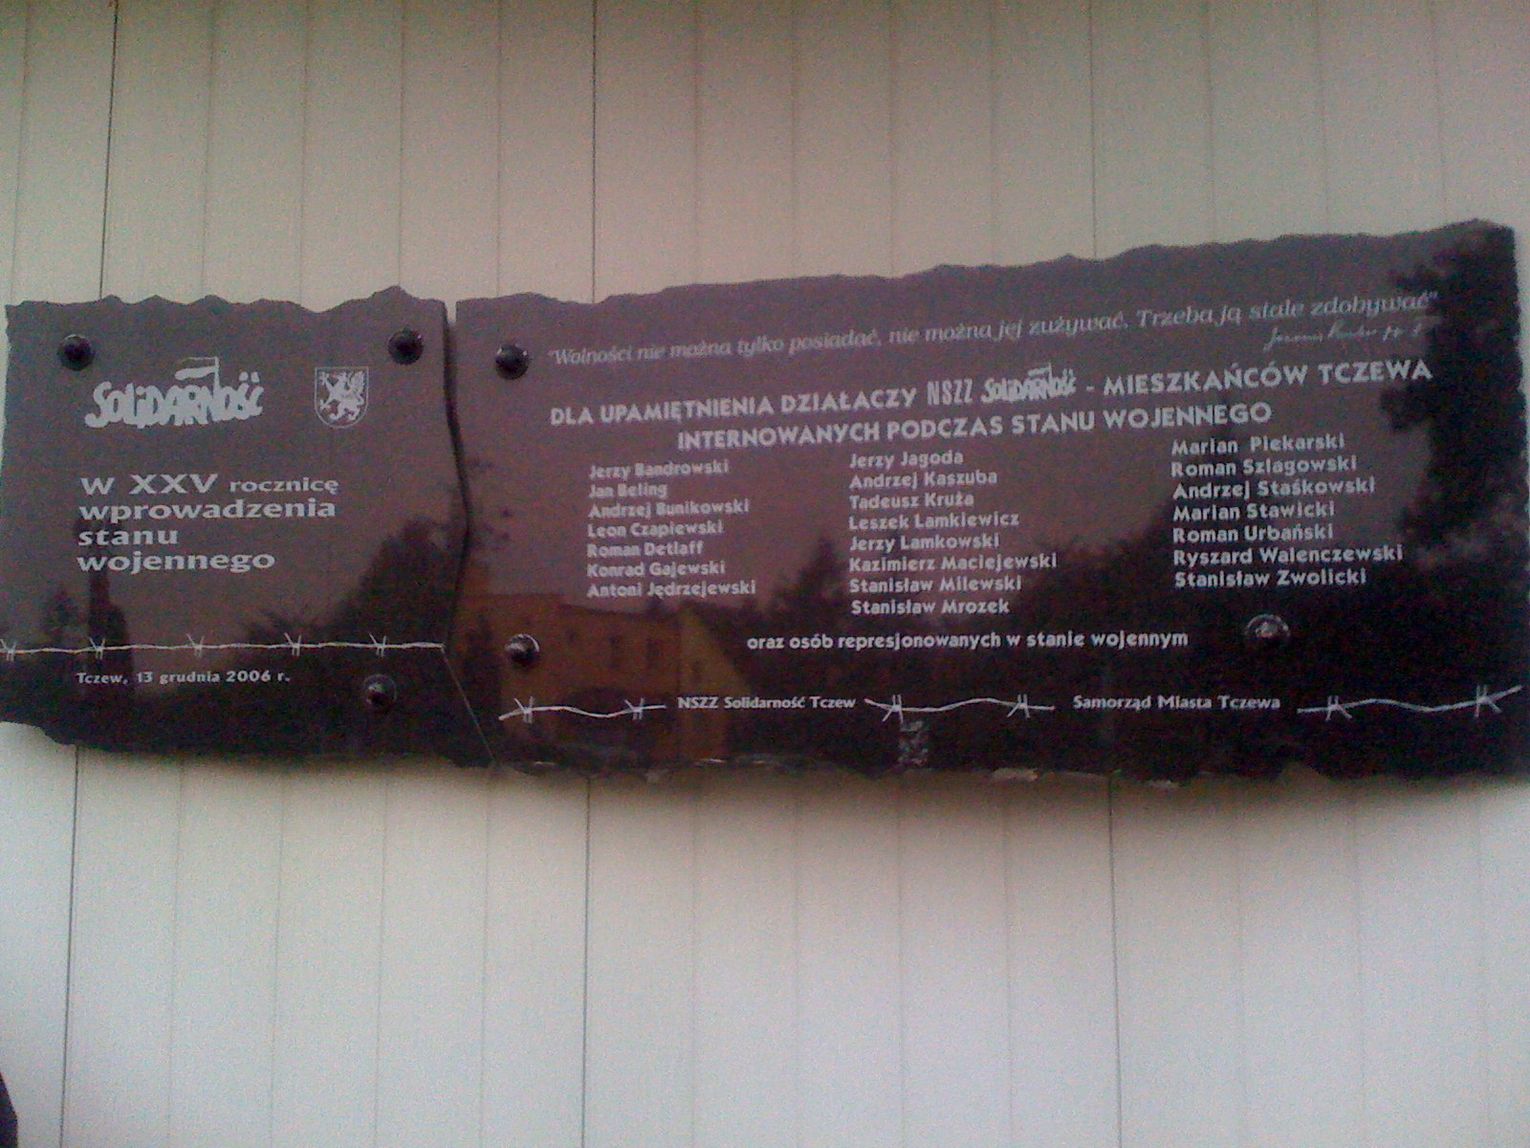 SOLIDARNOŚĆ
W XXV rocznicę
wprowadzenia
stanu
wojennego
Tczew, 13 grudnia 2006 r.
"Wolności nie można tylko posiadać, nie można jej zużywać. Trzeba ją stale zdobywać"
DLA UPAMIĘTNIENIA DZIAŁACZY NSZZ SOLIDARNOŚĆ - MIESZKAŃCÓW TCZEWA
INTERNOWANYCH PODCZAS STANU WOJENNEGO
Jerzy Bandrowski
Jan Beling
Andrzej Bunikowski
Leon Czapiewski
Roman Detlaff
Konrad Gajewski
Antoni Jędrzejewski
Jerzy Jagoda
Andrzej Kaszuba
Tadeusz Kruża
Leszek Lamkiewicz
Jerzy Lamkowski
Kazimierz Maciejewski
Stanisław Milewski
Stanisław Mrozek
Marian Piekarski
Roman Szlagowski
Andrzej Staśkowski
Marian Stawicki
Roman Urbański
Ryszard Walenczewski
Stanisław Zwolicki
oraz osób represjonowanych w stanie wojennym
NSZZ Solidarność Tczew
Samorząd Miasta Tczewa